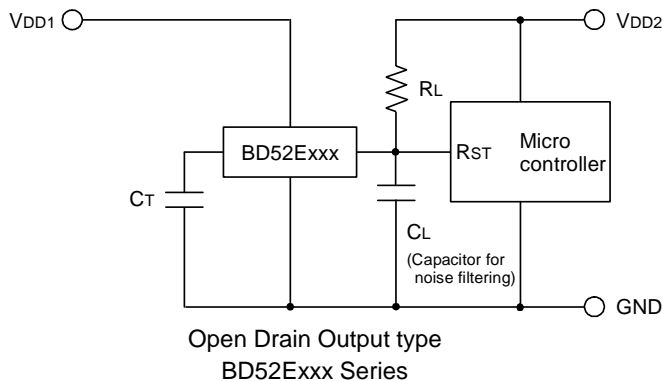 VDD1
VDD2
RL
BD52Exxx
RST
Micro
controller
CT
CL
(Capacitor for
noise filtering)
GND
Open Drain Output type
BD52Exxx Series